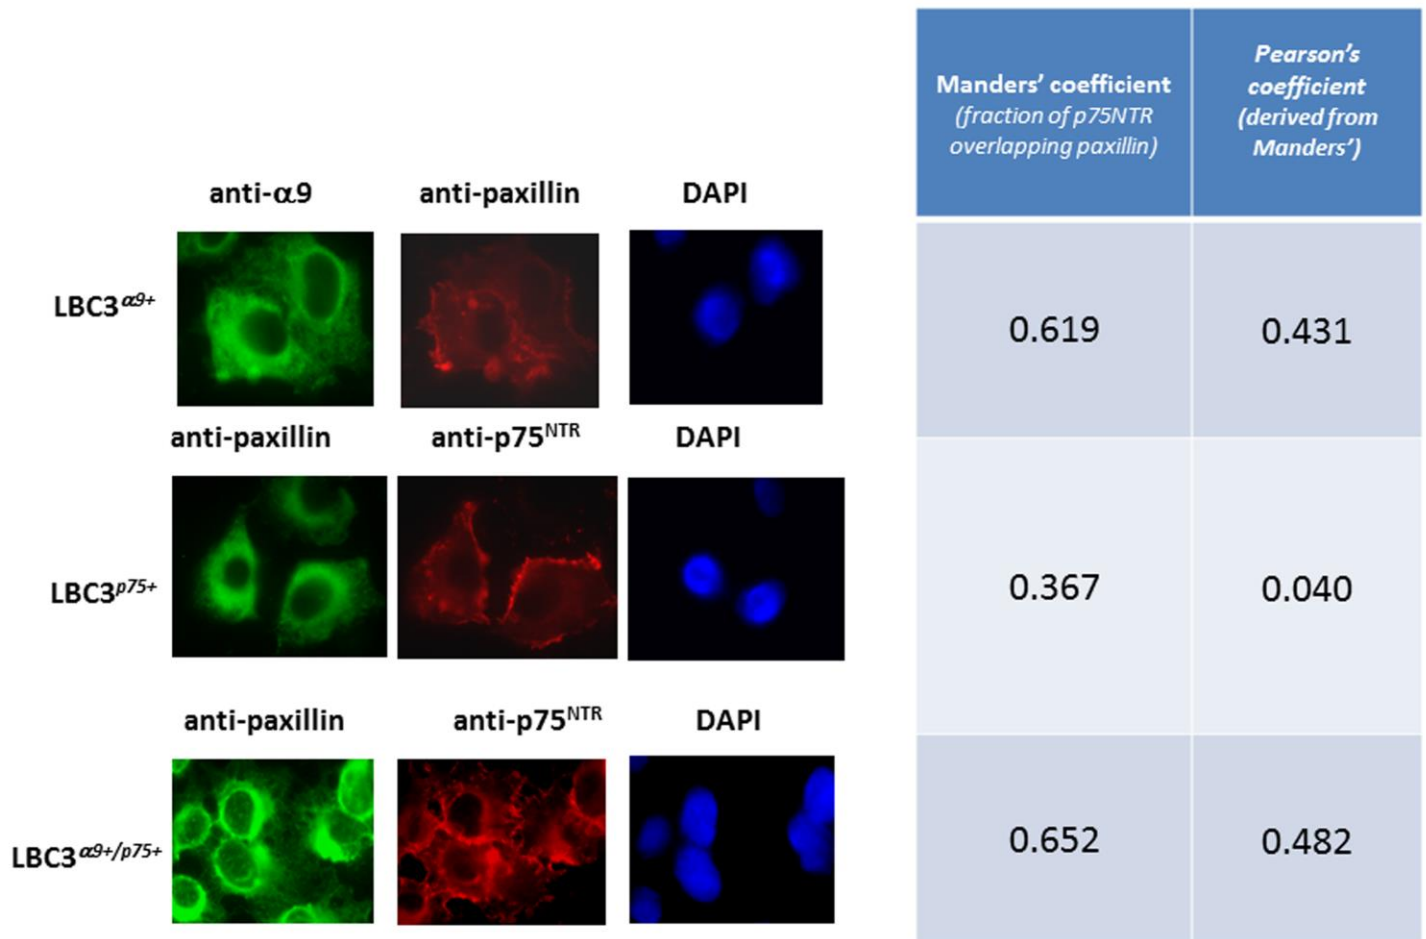 Manders’ coefficient
(fraction of p75NTR
overlapping paxillin)
Pearson’s
coefficient
(derived from
Manders’)
anti-α9 anti-paxillin DAPI
LBC3α9+
0.619 0.431
anti-paxillin anti-p75NTR DAPI
LBC3p75+
0.367 0.040
anti-paxillin anti-p75NTR DAPI
LBC3α9+/p75+
0.652 0.482